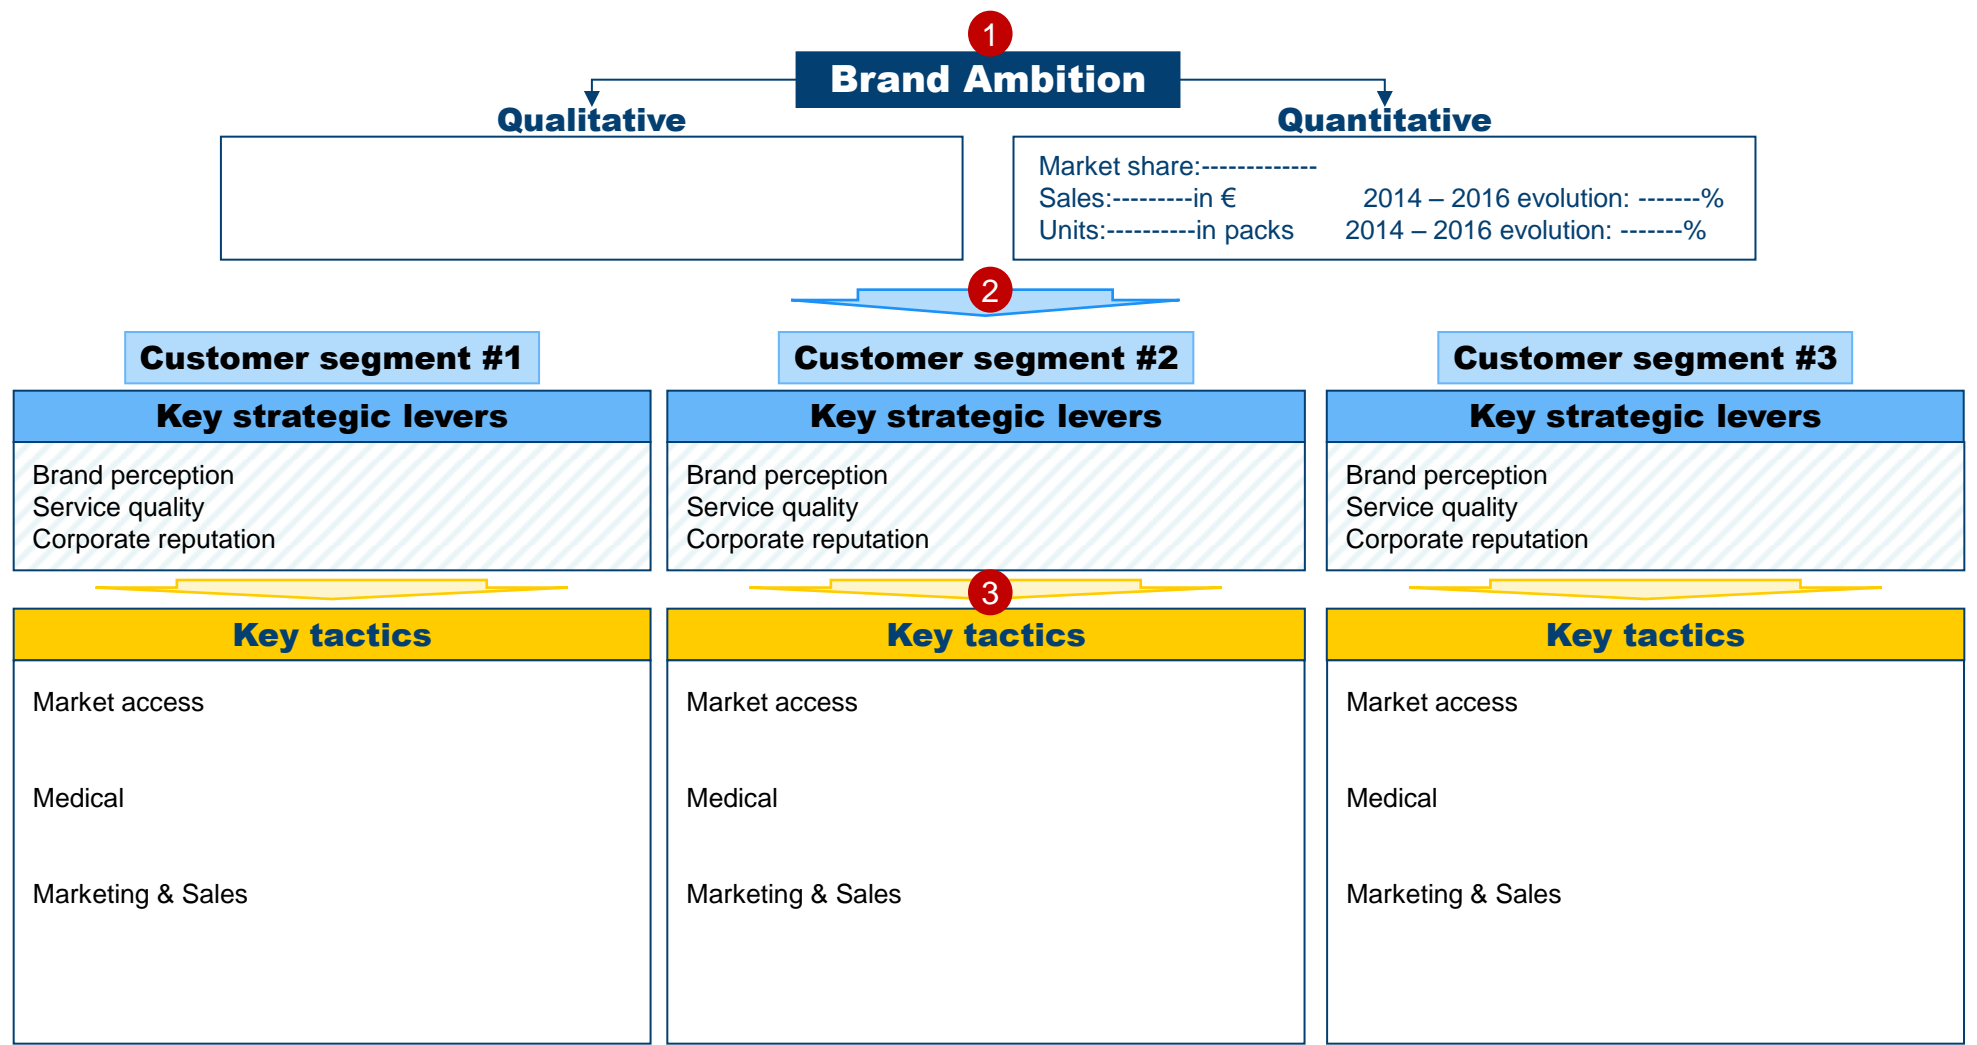 1
Brand Ambition
Qualitative
Quantitative
Market share:-------------
Sales:---------in € 2014 – 2016 evolution: -------%
Units:----------in packs 2014 – 2016 evolution: -------%
2
Customer segment #1
Customer segment #2
Customer segment #3
Key strategic levers
Key strategic levers
Key strategic levers
Brand perception
Service quality
Corporate reputation
Brand perception
Service quality
Corporate reputation
Brand perception
Service quality
Corporate reputation
3
Key tactics
Key tactics
Key tactics
Market access
Medical
Marketing & Sales
Market access
Medical
Marketing & Sales
Market access
Medical
Marketing & Sales